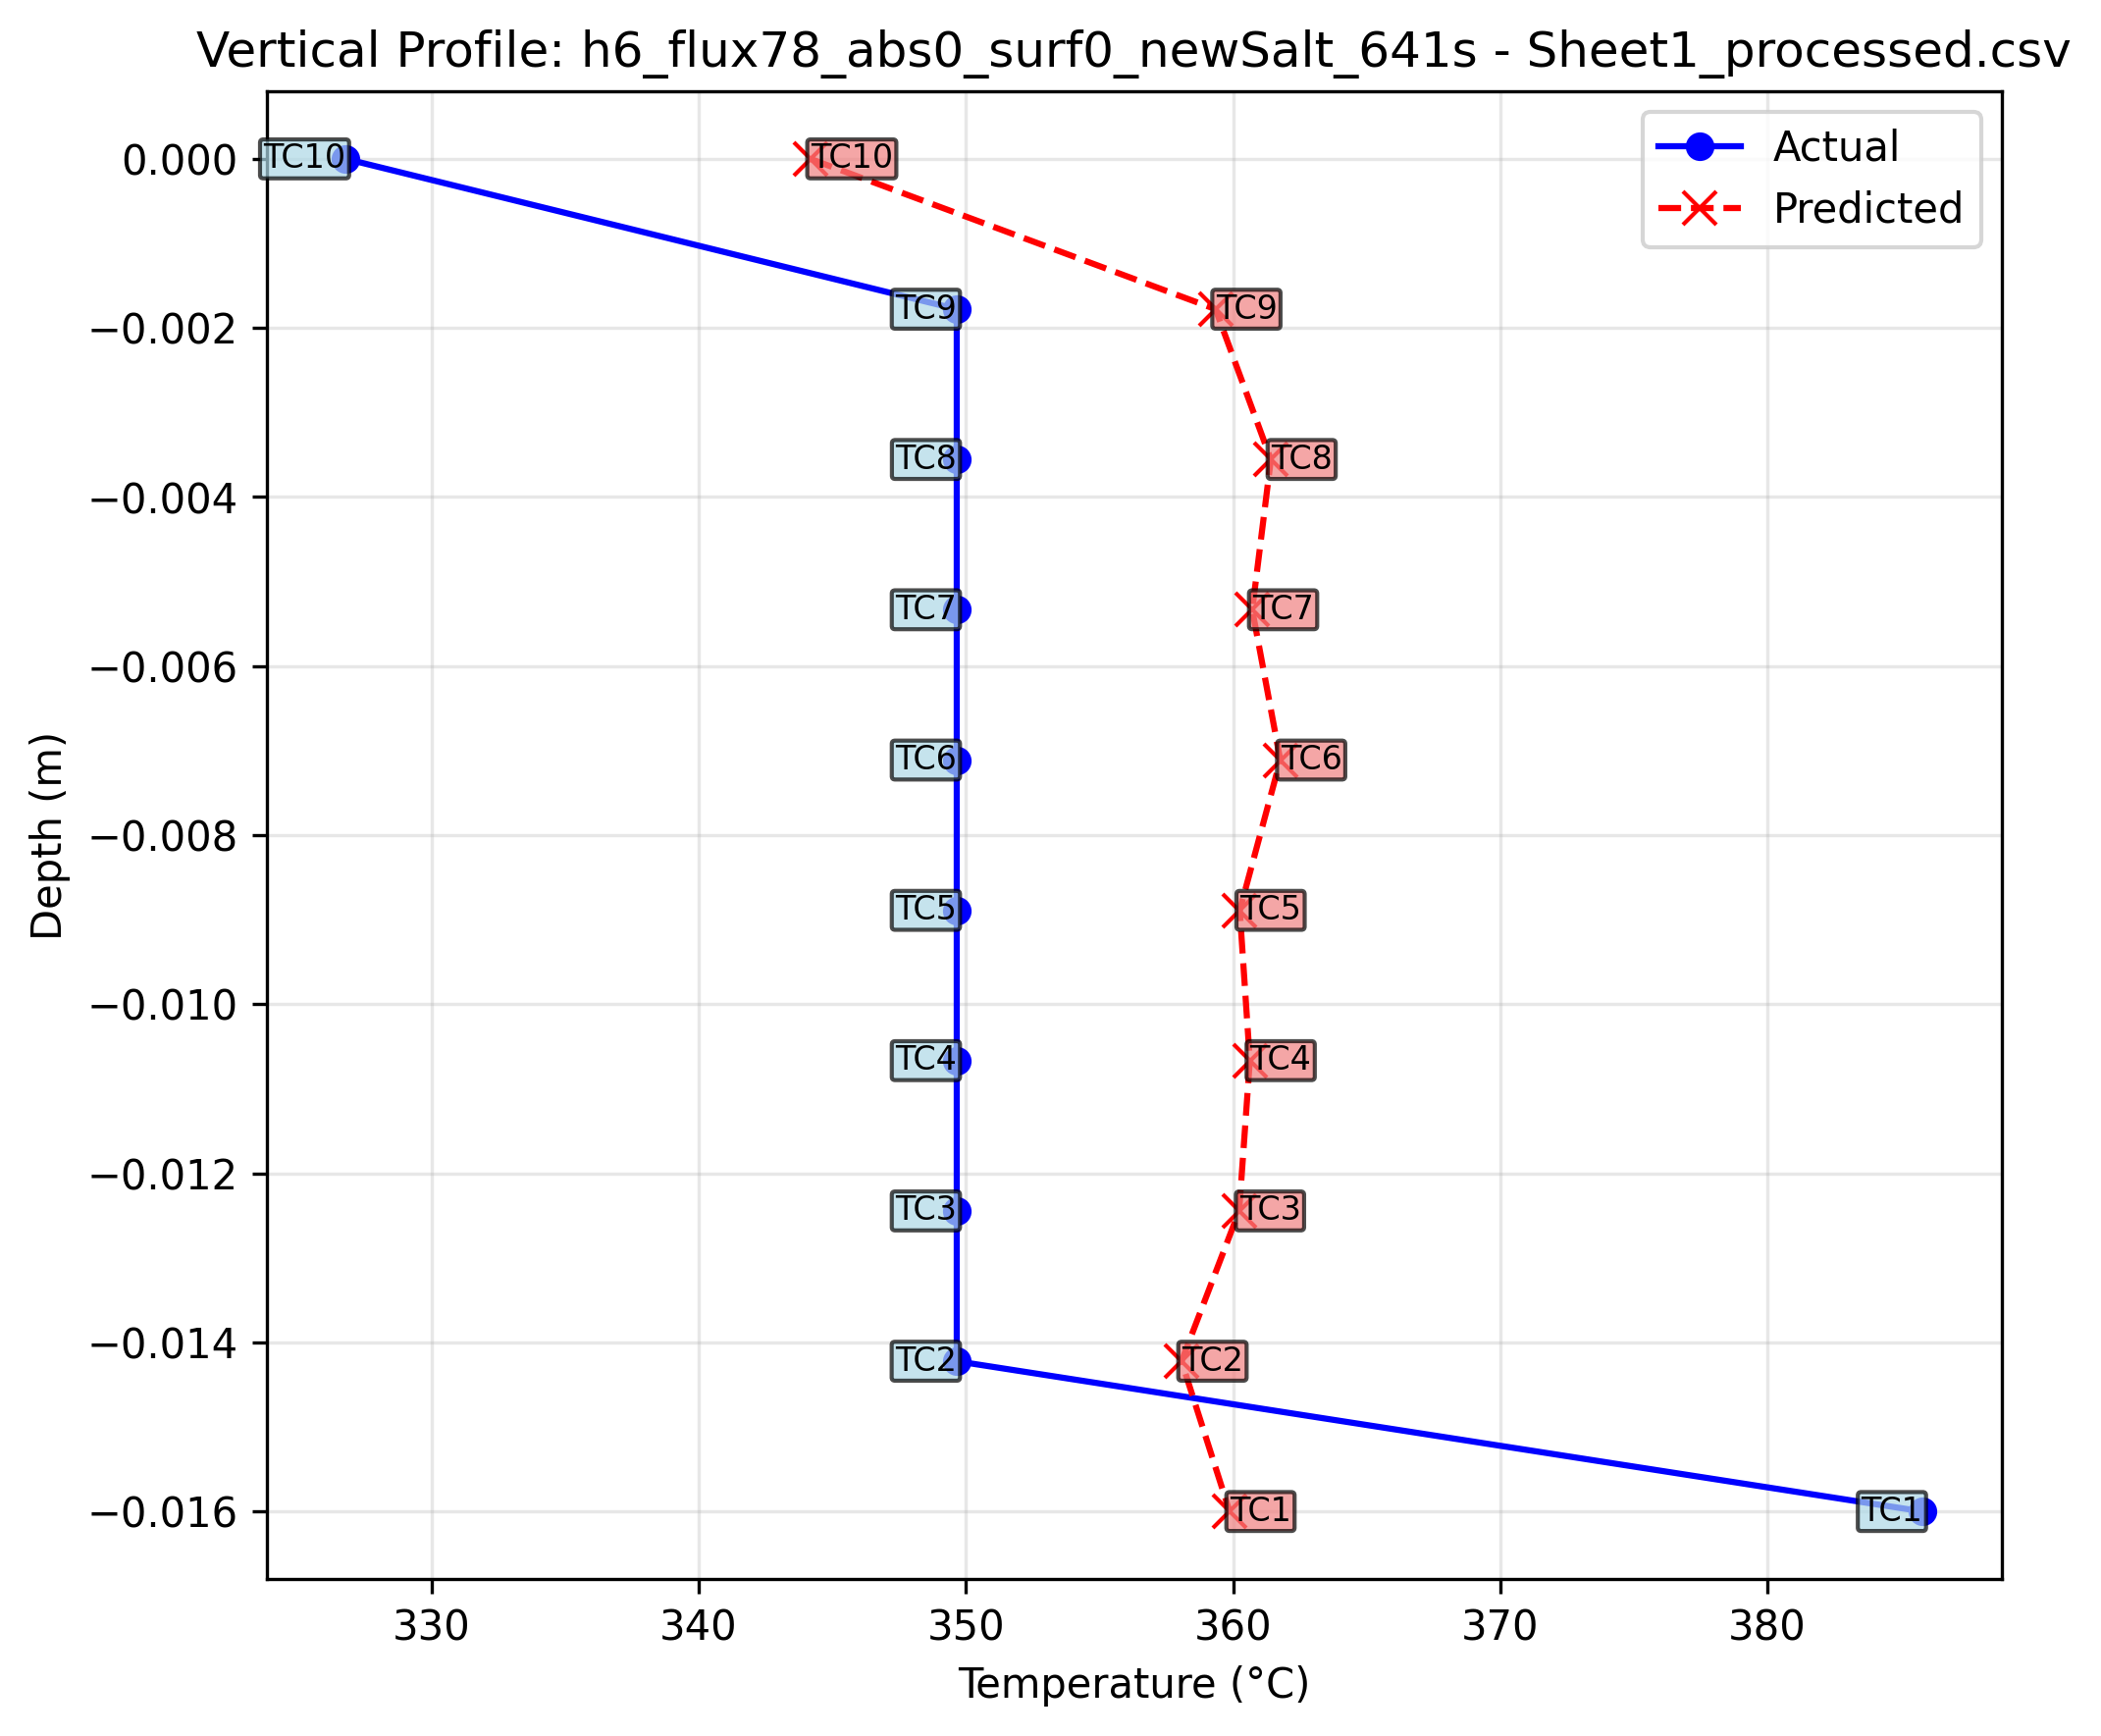 Vertical Profile: h6_flux78_abs0_surf0_newSalt_641s - Sheet1_processed.csv
Actual
Predicted
0.000
−0.002
−0.004
−0.006
−0.008
−0.010
−0.012
−0.014
−0.016
Depth (m)
TC10
TC10
TC9
TC9
TC8
TC8
TC7
TC7
TC6
TC6
TC5
TC5
TC4
TC4
TC3
TC3
TC2
TC2
TC1
TC1
330
340
350
360
370
380
Temperature (°C)